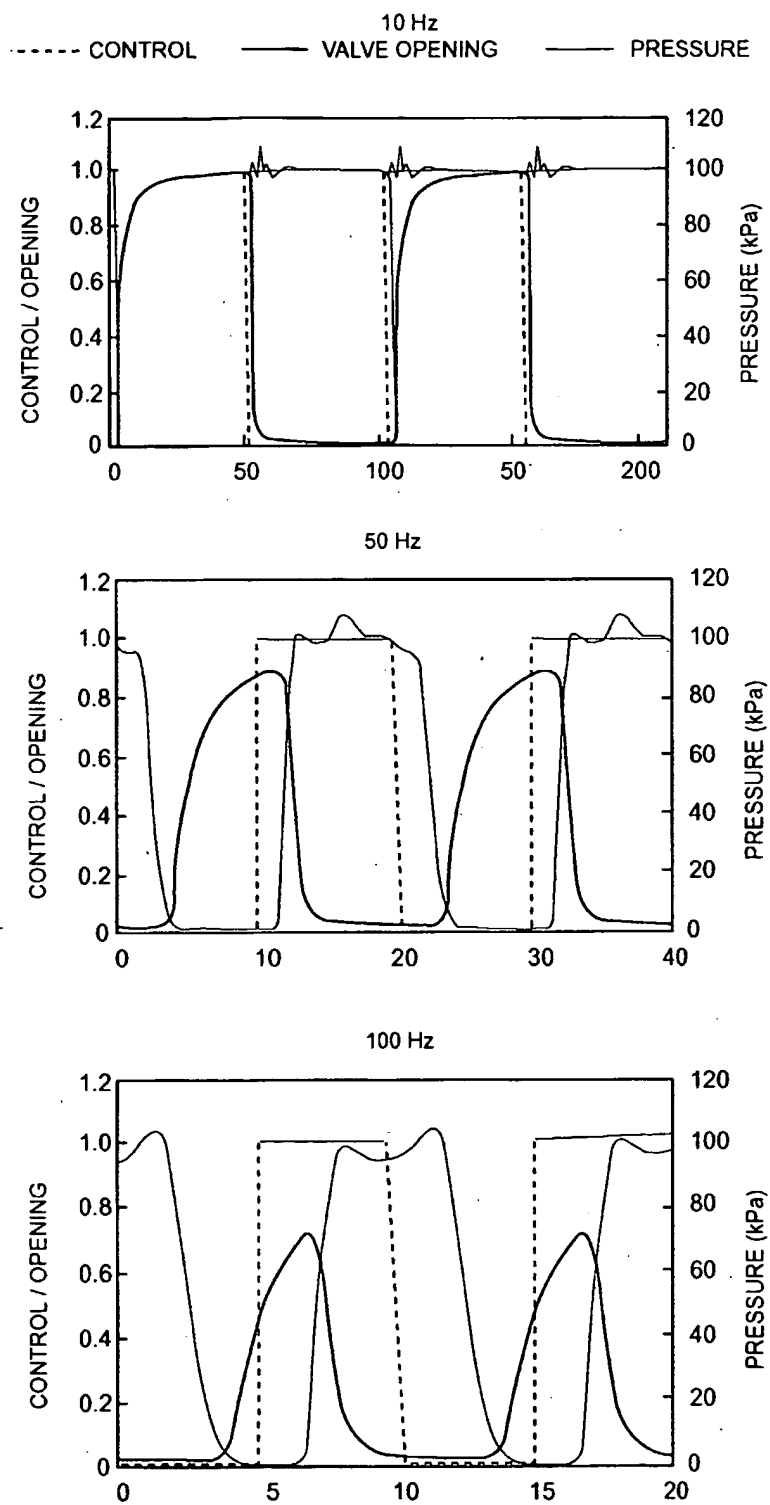 10 Hz
CONTROL VALVE OPENING PRESSURE
1.2 120
1.0 100
0.8 80
0.6 60
0.4 40
0.2 20
0 0
CONTROL / OPENING
PRESSURE (kPa)
0 50 100 50 200
50 Hz
1.2 120
1.0 100
0.8 80
0.6 60
0.4 40
0.2 20
0 0
CONTROL / OPENING
PRESSURE (kPa)
0 10 20 30 40
100 Hz
1.2 120
1.0 100
0.8 80
0.6 60
0.4 40
0.2 20
0 0
CONTROL / OPENING
PRESSURE (kPa)
0 5 10 15 20